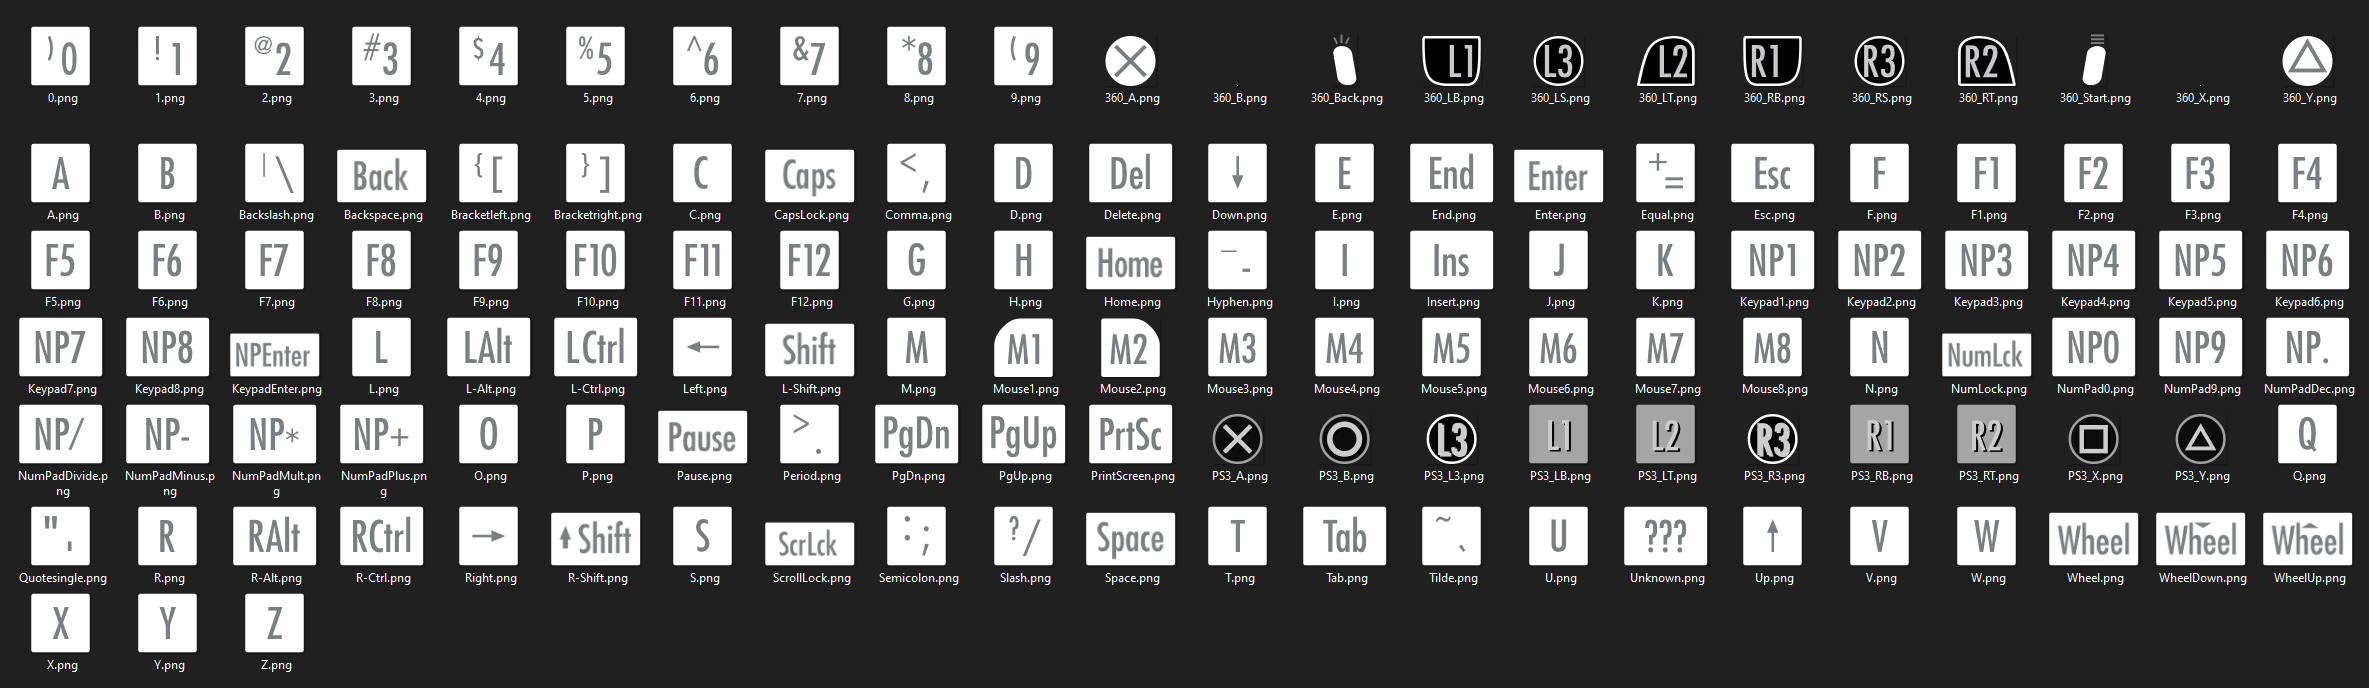 ) 0 ! 1 @ 2 # 3 $ 4 % 5 ^ 6 & 7 * 8 ( 9 L1 L3 L2 R1 R3 R2
0.png 1.png 2.png 3.png 4.png 5.png 6.png 7.png 8.png 9.png 360_A.png 360_B.png 360_Back.png 360_LB.png 360_LS.png 360_LT.png 360_RB.png 360_RS.png 360_RT.png 360_Start.png 360_X.png 360_Y.png
A B | \ Back { [ } ] C Caps < , D Del ↓ E End Enter + = Esc F F1 F2 F3 F4
A.png B.png Backslash.png Backspace.png Bracketleft.png Bracketright.png C.png CapsLock.png Comma.png D.png Delete.png Down.png E.png End.png Enter.png Equal.png Esc.png F.png F1.png F2.png F3.png F4.png
F5 F6 F7 F8 F9 F10 F11 F12 G H Home _ - I Ins J K NP1 NP2 NP3 NP4 NP5 NP6
F5.png F6.png F7.png F8.png F9.png F10.png F11.png F12.png G.png H.png Home.png Hyphen.png I.png Insert.png J.png K.png Keypad1.png Keypad2.png Keypad3.png Keypad4.png Keypad5.png Keypad6.png
NP7 NP8 NPEnter L LAlt LCtrl ← Shift M M1 M2 M3 M4 M5 M6 M7 M8 N NumLck NP0 NP9 NP.
Keypad7.png Keypad8.png KeypadEnter.png L.png L-Alt.png L-Ctrl.png Left.png L-Shift.png M.png Mouse1.png Mouse2.png Mouse3.png Mouse4.png Mouse5.png Mouse6.png Mouse7.png Mouse8.png N.png NumLock.png NumPad0.png NumPad9.png NumPadDec.png
NP/ NP- NP* NP+ O P Pause > . PgDn PgUp PrtSc L3 L1 L2 R3 R1 R2 Q
NumPadDivide.p NumPadMinus.p NumPadMult.pn NumPadPlus.pn O.png P.png Pause.png Period.png PgDn.png PgUp.png PrintScreen.png PS3_A.png PS3_B.png PS3_L3.png PS3_LB.png PS3_LT.png PS3_R3.png PS3_RB.png PS3_RT.png PS3_X.png PS3_Y.png Q.png
ng ng g g
" ' R RAlt RCtrl → Shift S ScrLck : ; ? / Space T Tab ~ ` U ??? ↑ V W Wheel Wheel Wheel
Quotesingle.png R.png R-Alt.png R-Ctrl.png Right.png R-Shift.png S.png ScrollLock.png Semicolon.png Slash.png Space.png T.png Tab.png Tilde.png U.png Unknown.png Up.png V.png W.png Wheel.png WheelDown.png WheelUp.png
X Y Z
X.png Y.png Z.png